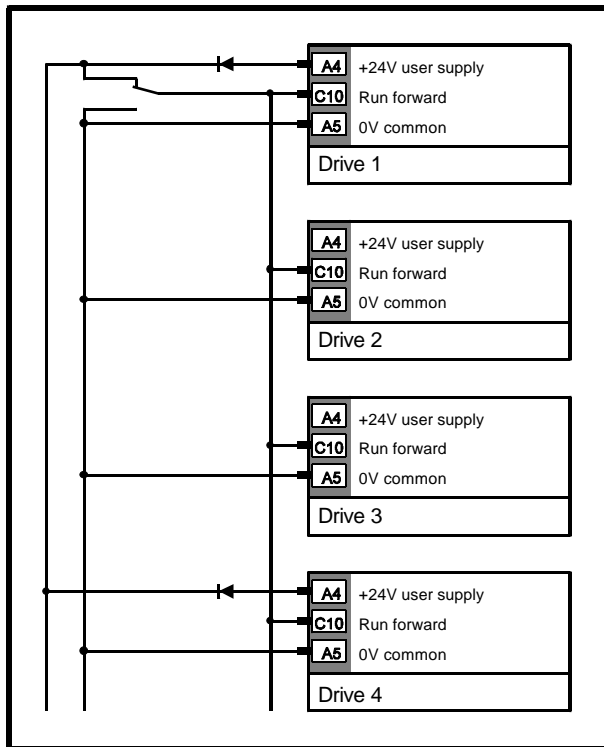 A4 +24V user supply
C10 Run forward
A5 0V common
Drive 1
A4 +24V user supply
C10 Run forward
A5 0V common
Drive 2
A4 +24V user supply
C10 Run forward
A5 0V common
Drive 3
A4 +24V user supply
C10 Run forward
A5 0V common
Drive 4